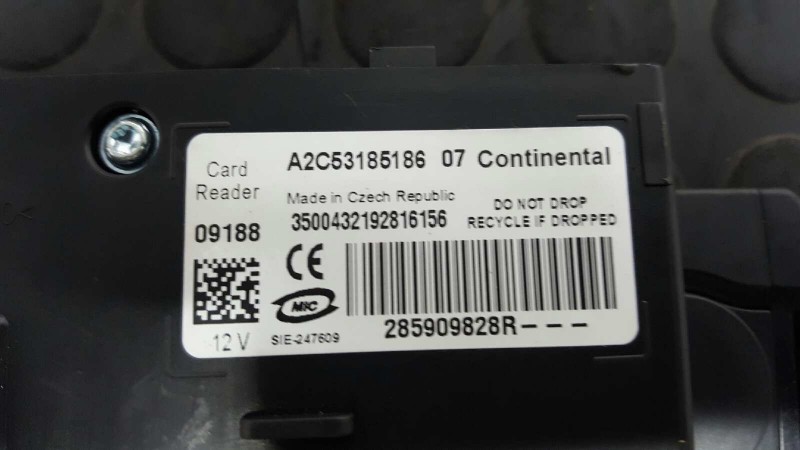 Card Reader
A2C53185186 07 Continental
Made in Czech Republic
DO NOT DROP
RECYCLE IF DROPPED
09188
3500432192816156
CE
MIC
285909828R---
12 V
SIE-247609